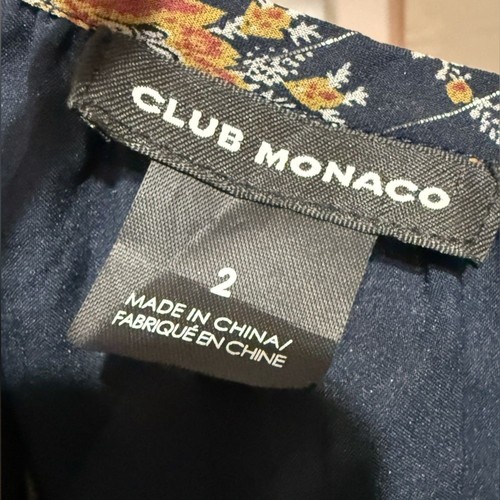 CLUB MONACO
2
MADE IN CHINA/
FABRIQUÉ EN CHINE